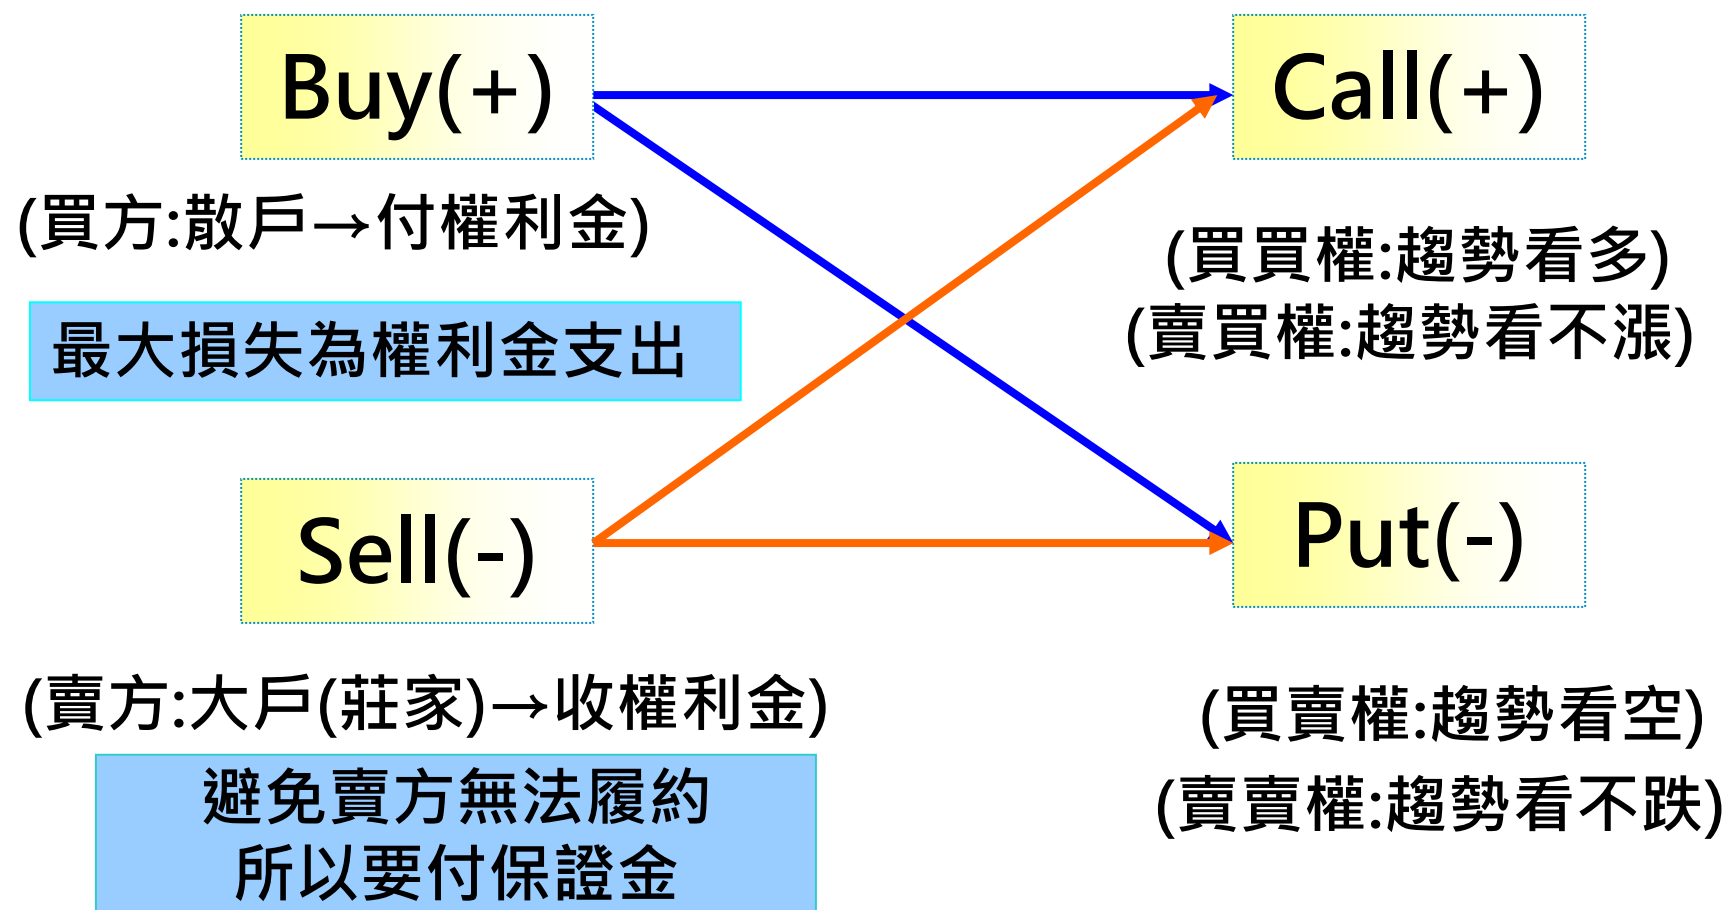 Buy(+)
(買方:散戶→付權利金)
最大損失為權利金支出
Sell(-)
(賣方:大戶(莊家)→收權利金)
避免賣方無法履約
所以要付保證金
Call(+)
(買買權:趨勢看多)
(賣買權:趨勢看不漲)
Put(-)
(買賣權:趨勢看空)
(賣賣權:趨勢看不跌)